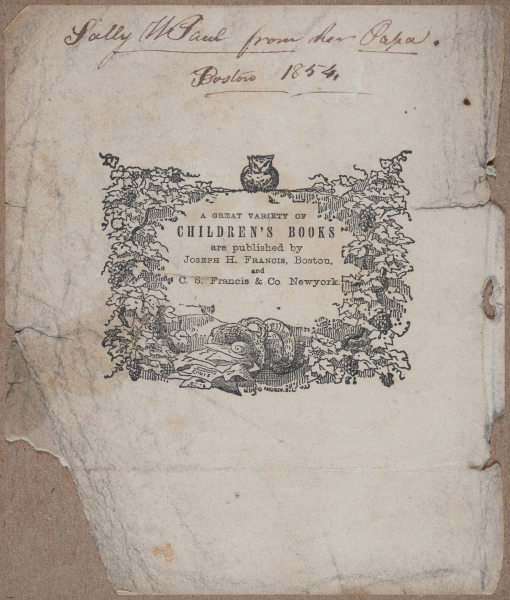 Sally W Paul from her Papa.
Boston 1854.
A GREAT VARIETY OF
CHILDREN'S BOOKS
are published by
JOSEPH H. FRANCIS, Boston,
and
C. S. Francis & Co Newyork.